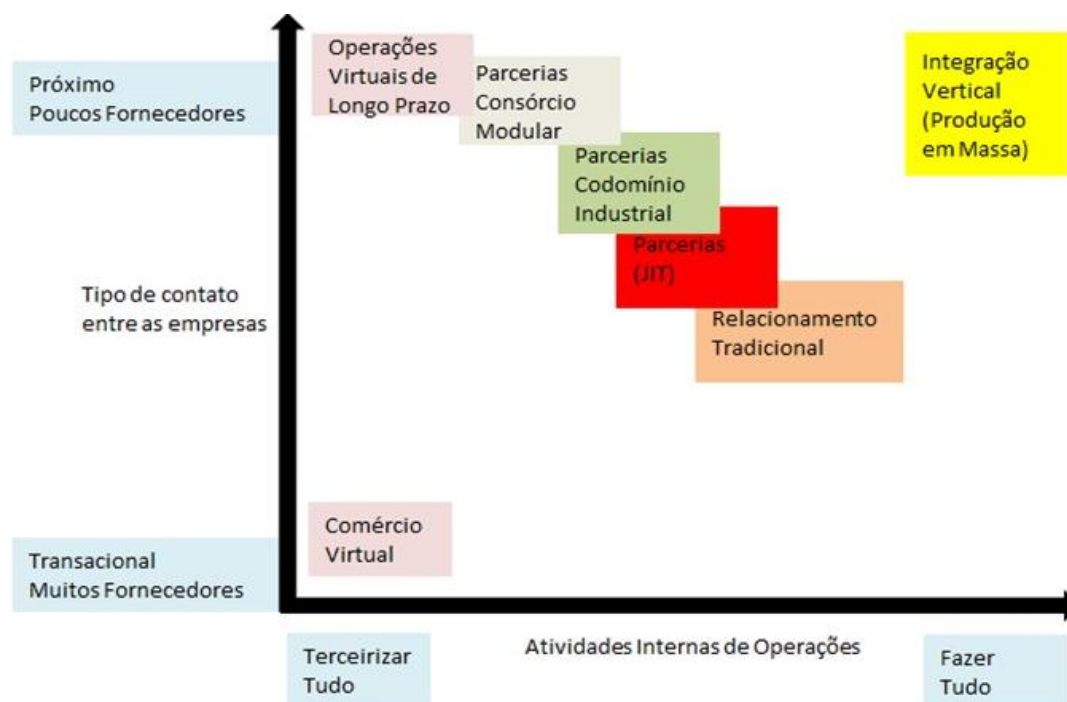 Operações
Virtuais de
Longo Prazo
Parcerias
Consórcio
Modular
Integração
Vertical
(Produção
em Massa)
Próximo
Poucos Fornecedores
Parcerias
Codomínio
Industrial
Parcerias
(JIT)
Tipo de contato
entre as empresas
Relacionamento
Tradicional
Comércio
Virtual
Transacional
Muitos Fornecedores
Terceirizar
Tudo
Atividades Internas de Operações
Fazer
Tudo